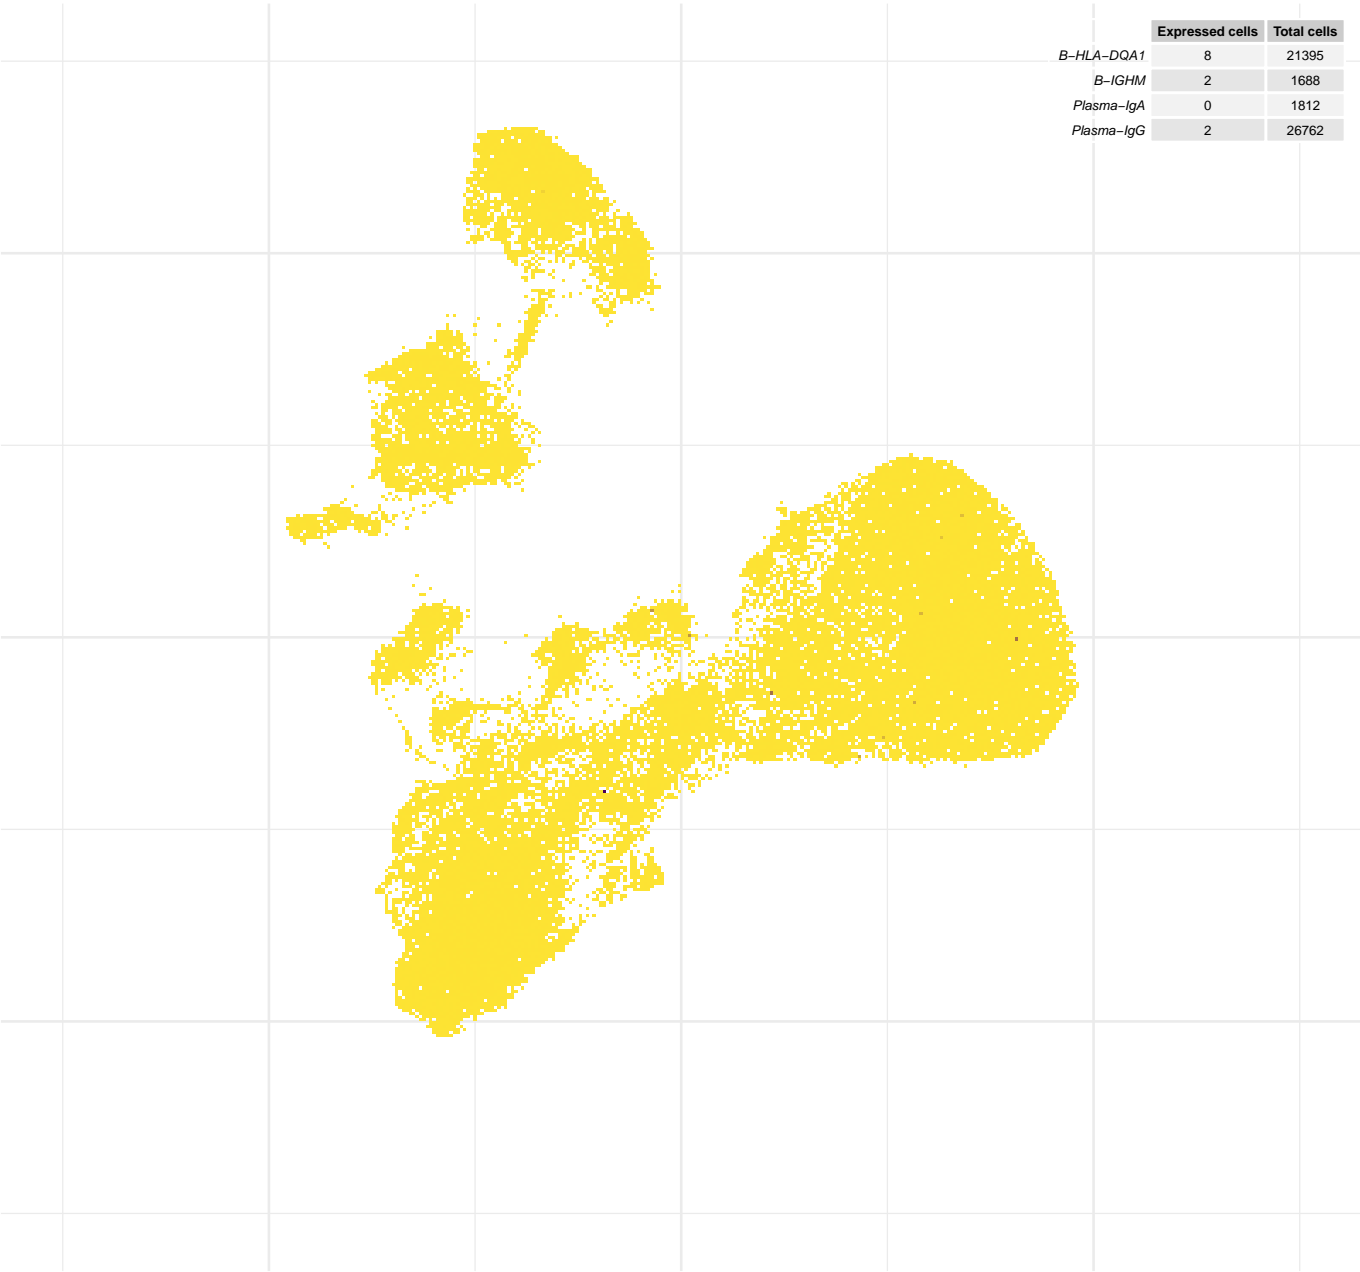 Expressed cells Total cells
B−HLA−DQA1 8 21395
B−IGHM 2 1688
Plasma−IgA 0 1812
Plasma−IgG 2 26762